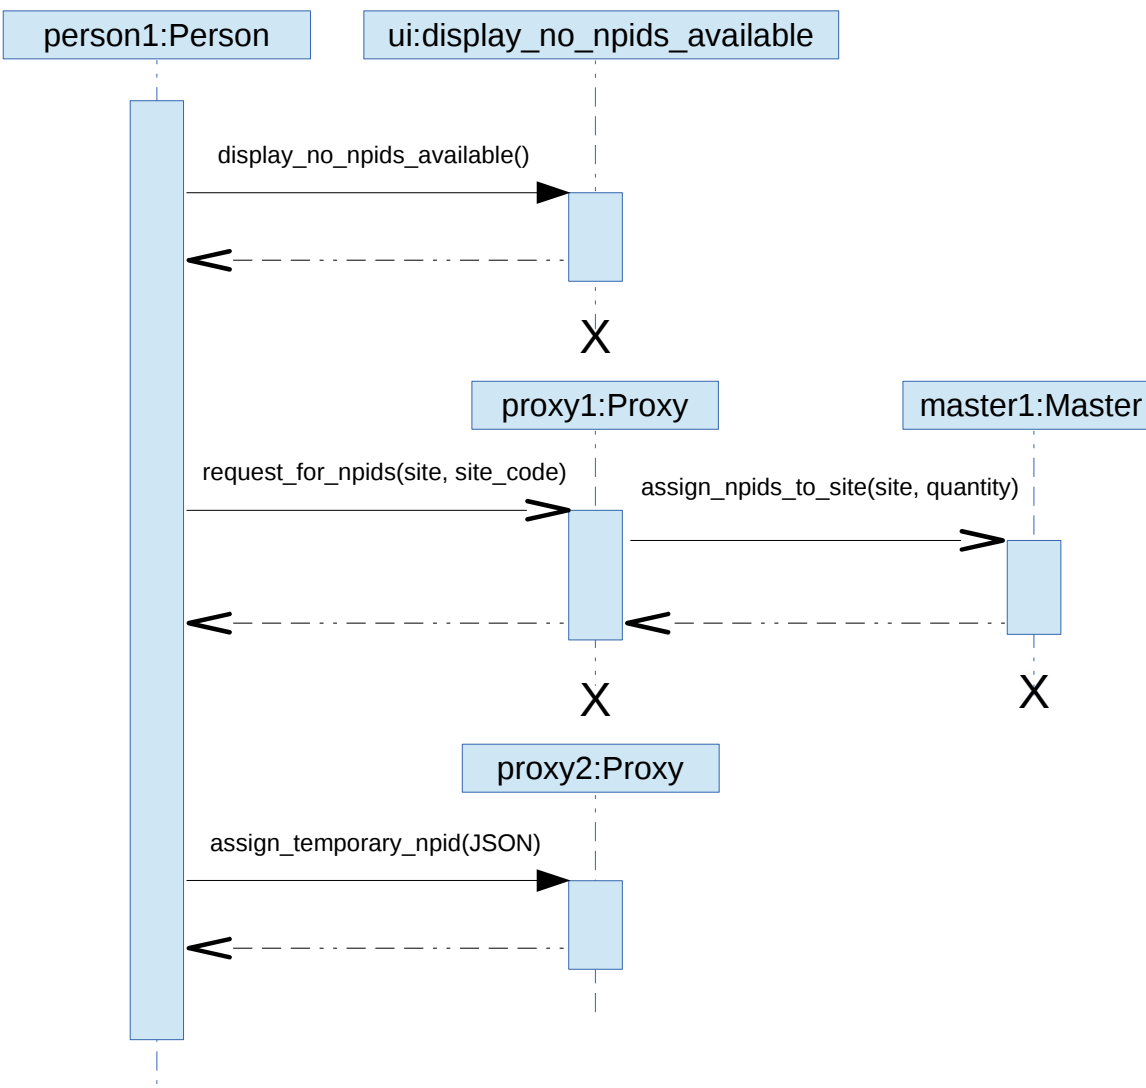 person1:Person
ui:display_no_npids_available
display_no_npids_available()
X
proxy1:Proxy
master1:Master
request_for_npids(site, site_code)
assign_npids_to_site(site, quantity)
X
X
proxy2:Proxy
assign_temporary_npid(JSON)